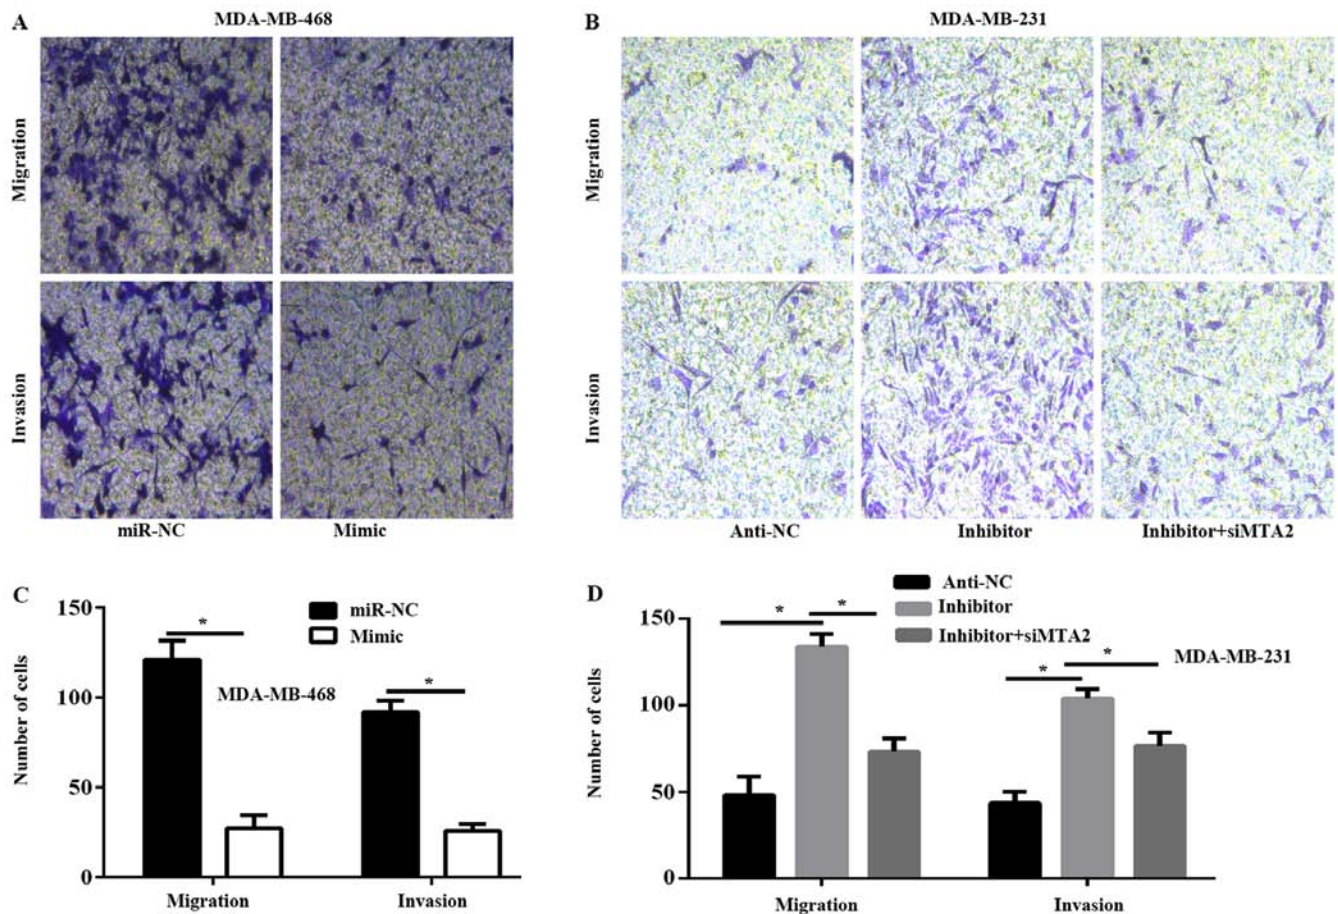 A
MDA-MB-468
Migration
Invasion
miR-NC
Mimic
B
MDA-MB-231
Migration
Invasion
Anti-NC
Inhibitor
Inhibitor+siMTA2
C
miR-NC
Mimic
MDA-MB-468
Number of cells
150
100
50
0
*
*
Migration
Invasion
D
Anti-NC
Inhibitor
Inhibitor+siMTA2
MDA-MB-231
Number of cells
150
100
50
0
*
*
*
*
Migration
Invasion